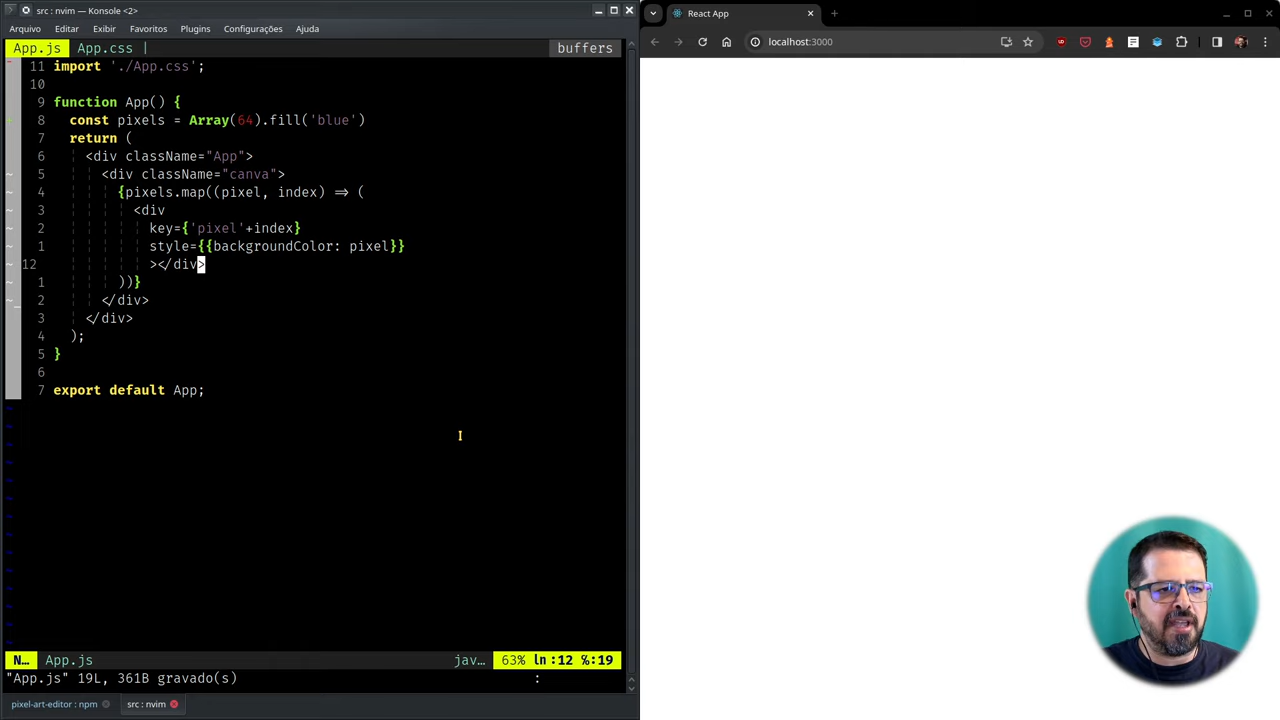 src : nvim — Konsole <2>
Arquivo Editar Exibir Favoritos Plugins Configurações Ajuda
App.js App.css | buffers
11 import './App.css';
10
9 function App() {
8 const pixels = Array(64).fill('blue')
7 return (
6 <div className="App">
5 <div className="canva">
4 {pixels.map((pixel, index) => (
3 <div
2 key={'pixel'+index}
1 style={{backgroundColor: pixel}}
12 ></div>
1 ))}
2 </div>
3 </div>
4 );
5 }
6
7 export default App;
N… App.js jav… 63% ln:12 %:19
"App.js" 19L, 361B gravado(s) :
pixel-art-editor : npm src : nvim
React App
localhost:3000